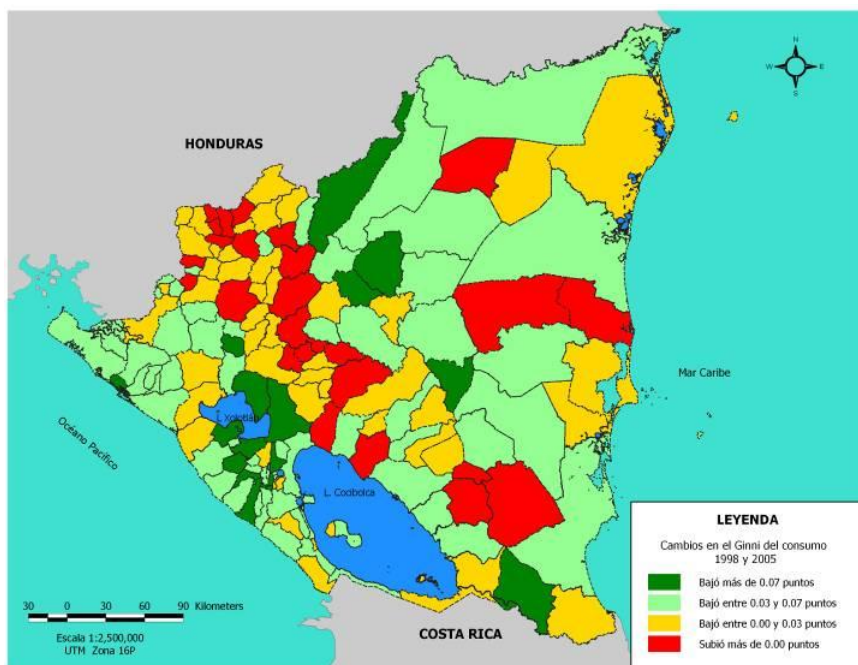 N
W E
S
HONDURAS
Mar Caribe
L. Xolotlán
Océano Pacífico
L. Cocibolca
LEYENDA
Cambios en el Ginni del consumo
1998 y 2005
Bajó más de 0.07 puntos
Bajó entre 0.03 y 0.07 puntos
Bajó entre 0.00 y 0.03 puntos
Subió más de 0.00 puntos
30 0 30 60 90 Kilometers
Escala 1:2,500,000
UTM Zona 16P
COSTA RICA